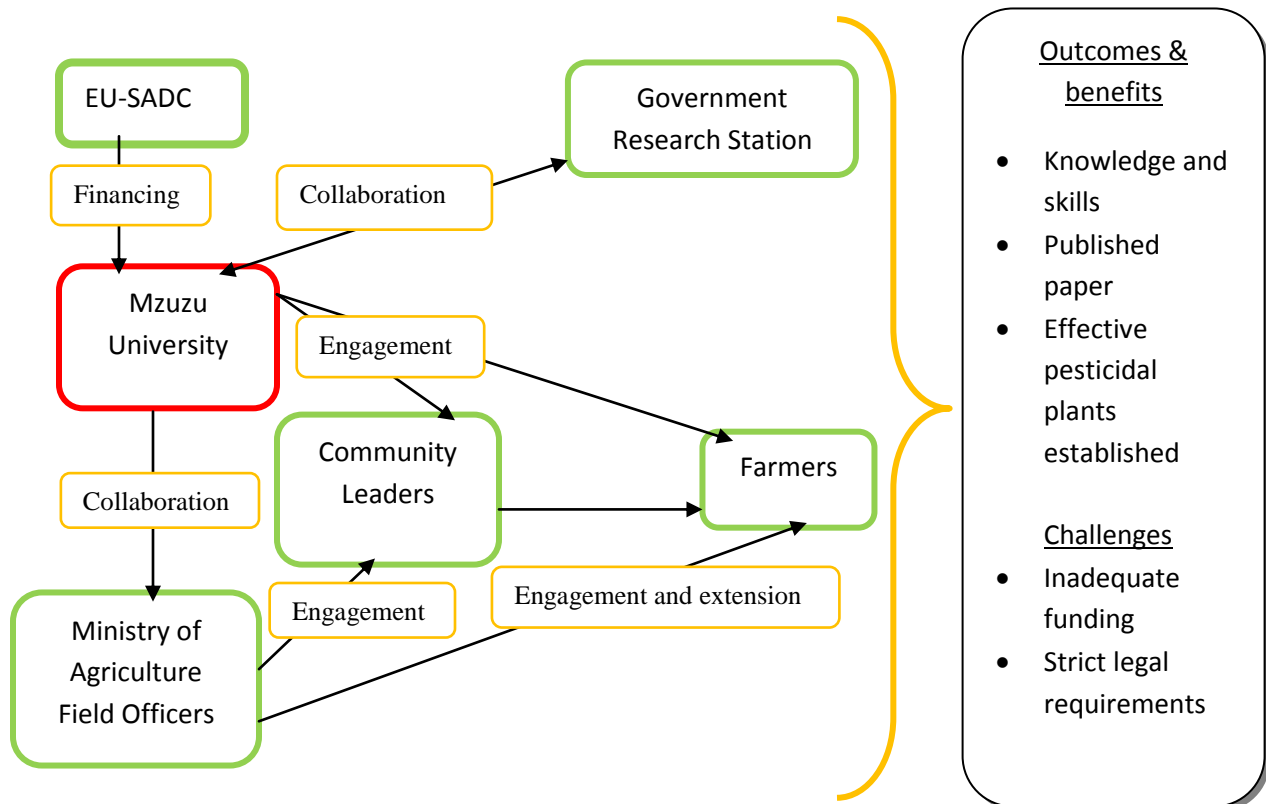 EU-SADC
Financing
Collaboration
Government
Research Station
Mzuzu
University
Engagement
Community
Leaders
Farmers
Collaboration
Engagement
Engagement and extension
Ministry of
Agriculture
Field Officers
Outcomes &
benefits
• Knowledge and
skills
• Published
paper
• Effective
pesticidal
plants
established
Challenges
• Inadequate
funding
• Strict legal
requirements